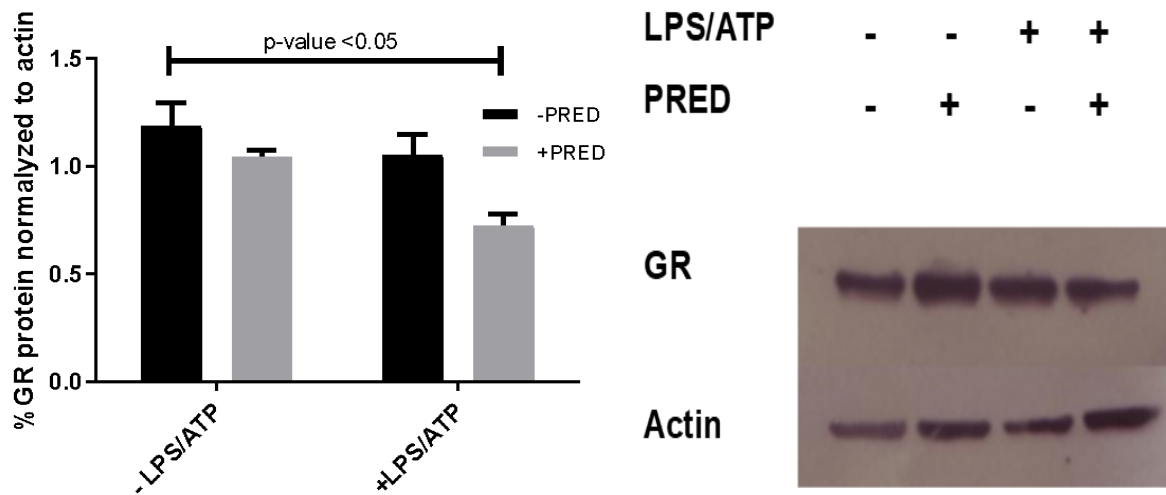 % GR protein normalyzed to actin
1.5
1.0
0.5
0.0
p-value <0.05
-PRED
+PRED
- LPS/ATP
+LPS/ATP
LPS/ATP - - + +
PRED - + - +
GR
Actin